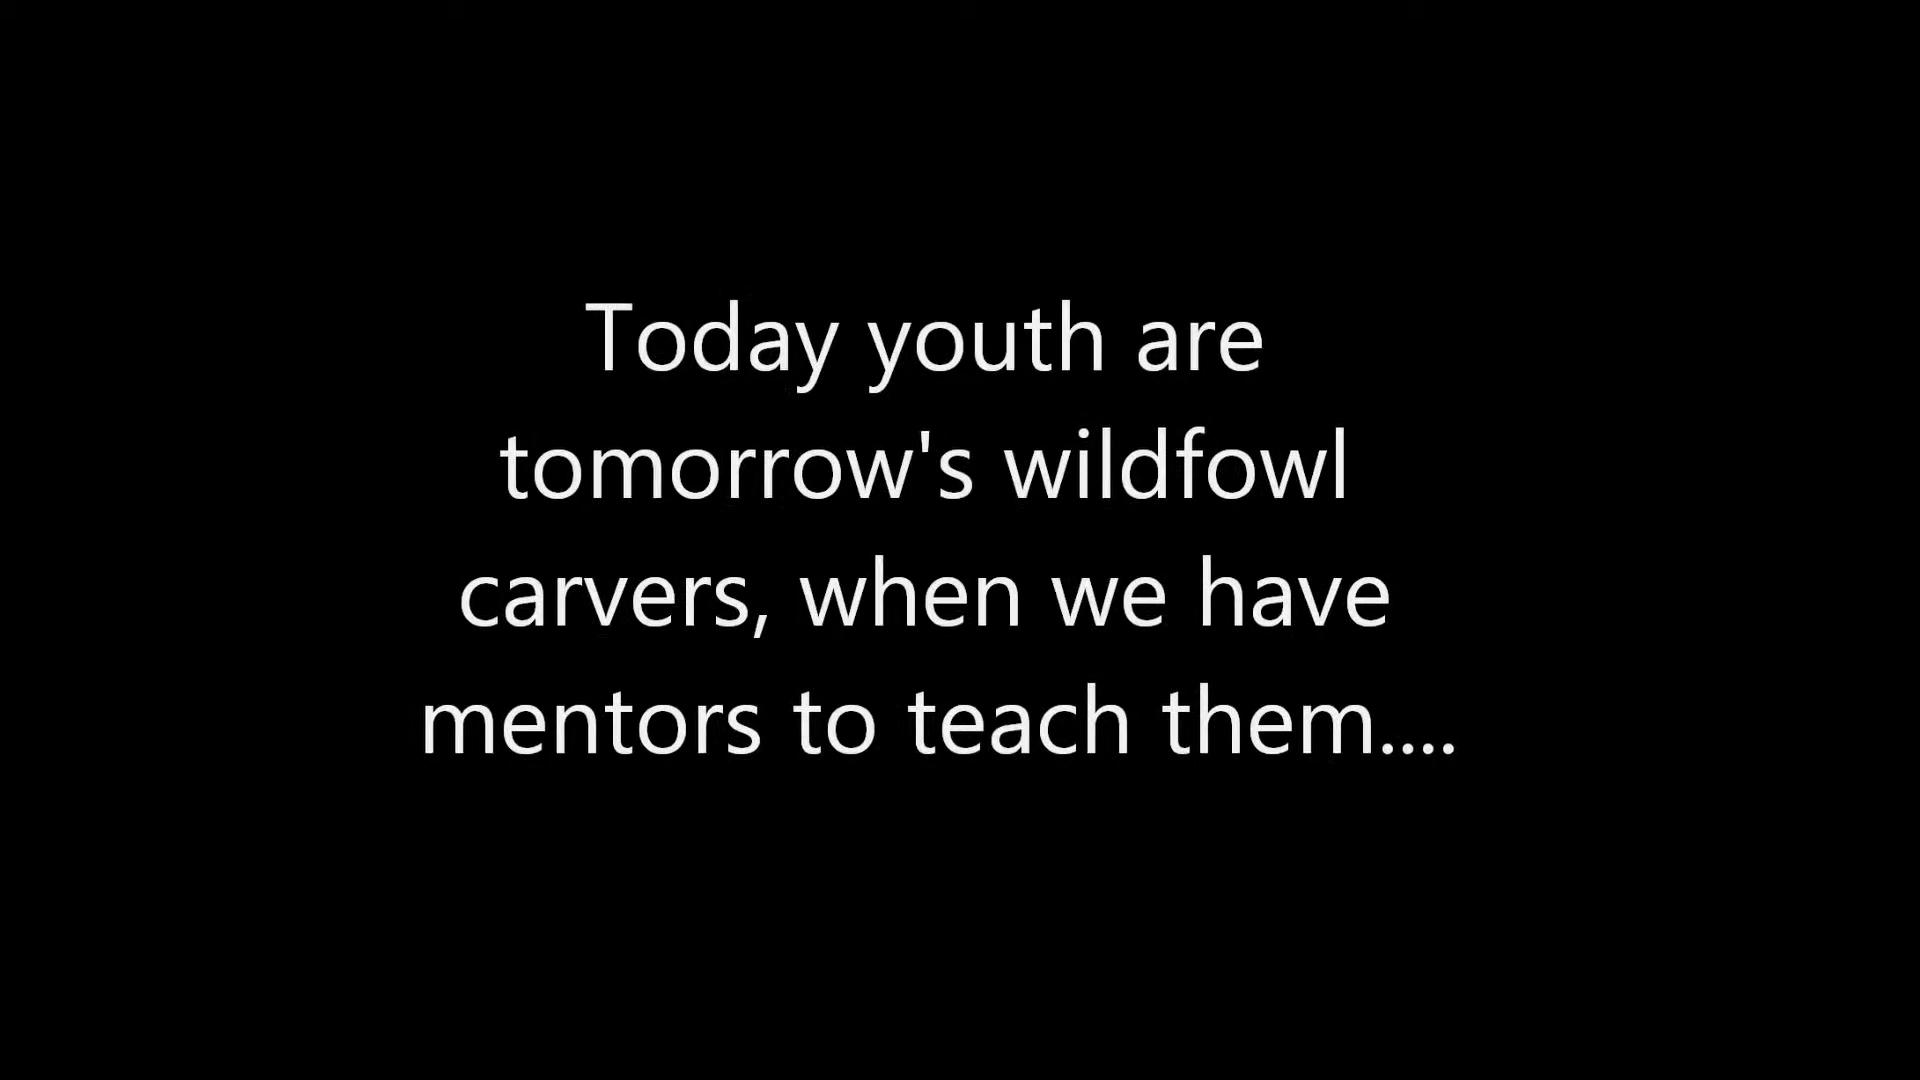 Today youth are
tomorrow's wildfowl
carvers, when we have
mentors to teach them....